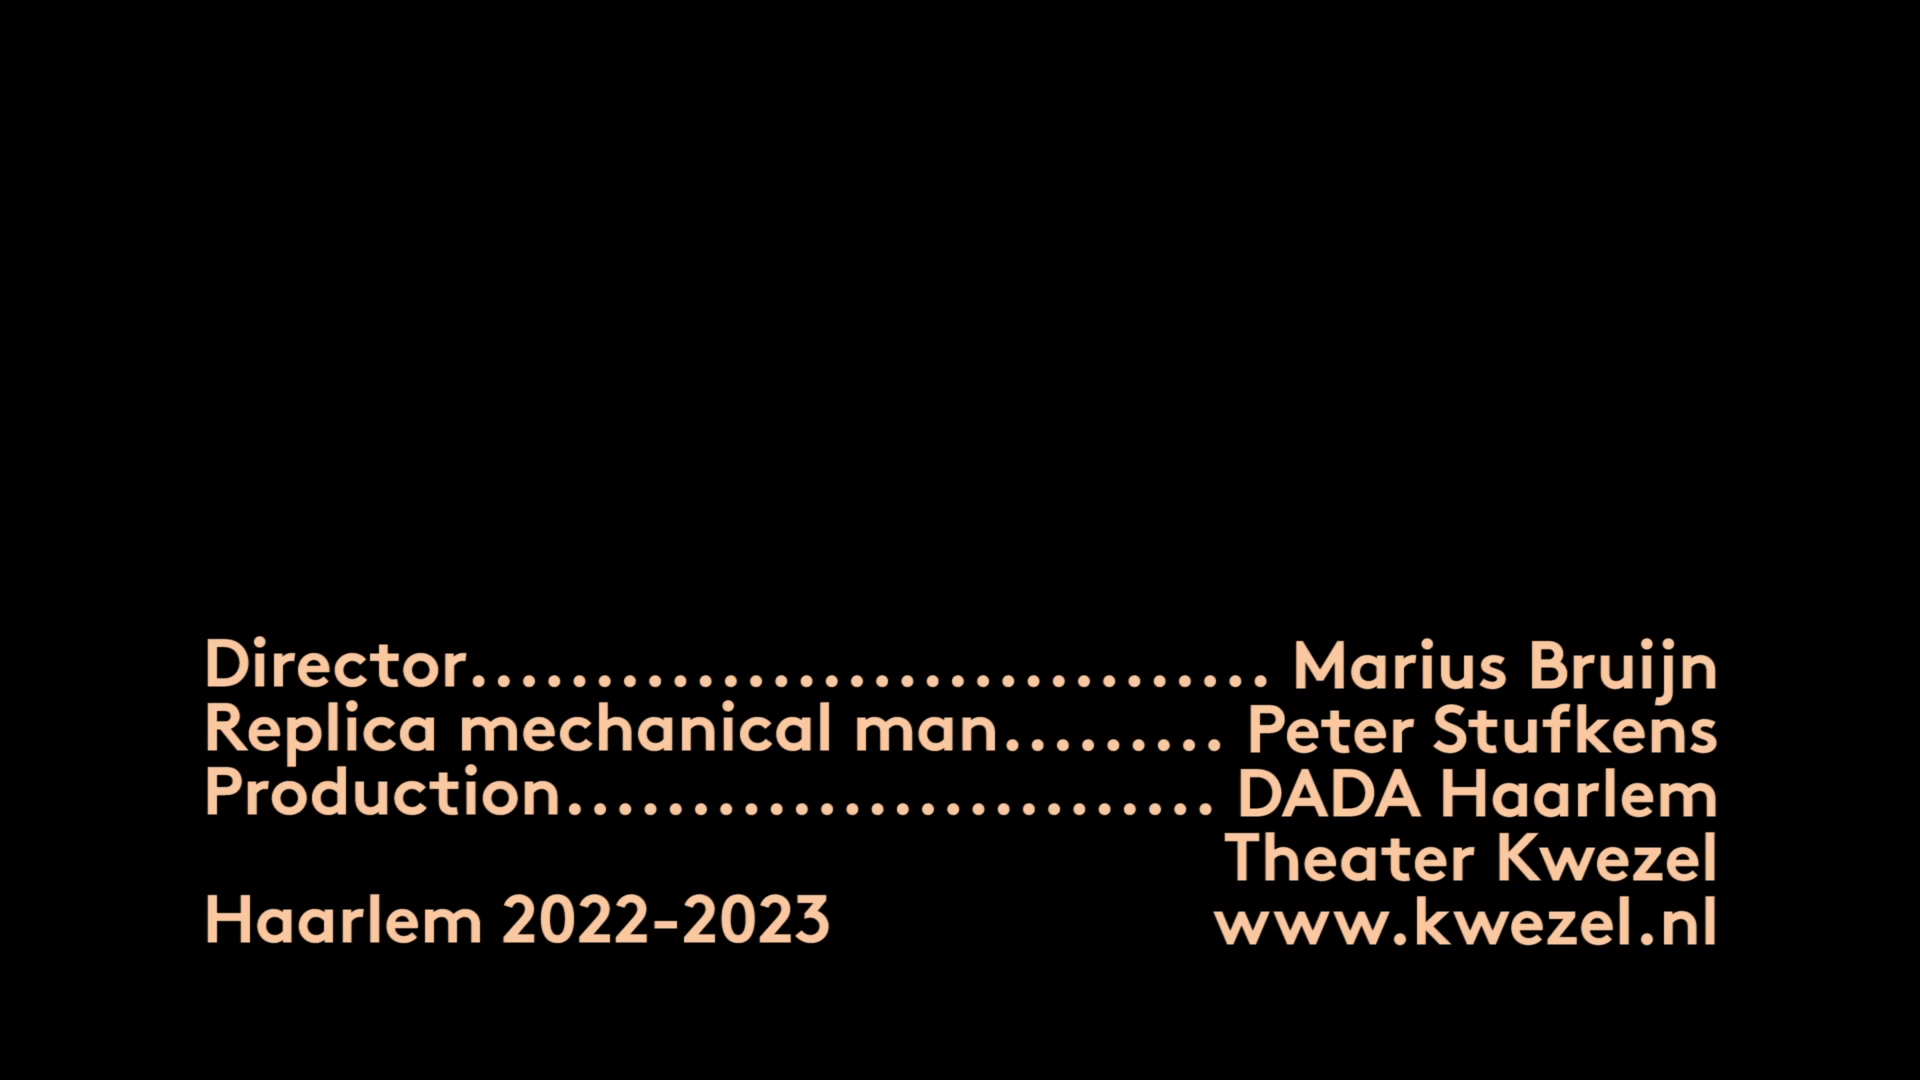 Director................................ Marius Bruijn
Replica mechanical man......... Peter Stufkens
Production.......................... DADA Haarlem
Theater Kwezel
Haarlem 2022-2023 www.kwezel.nl